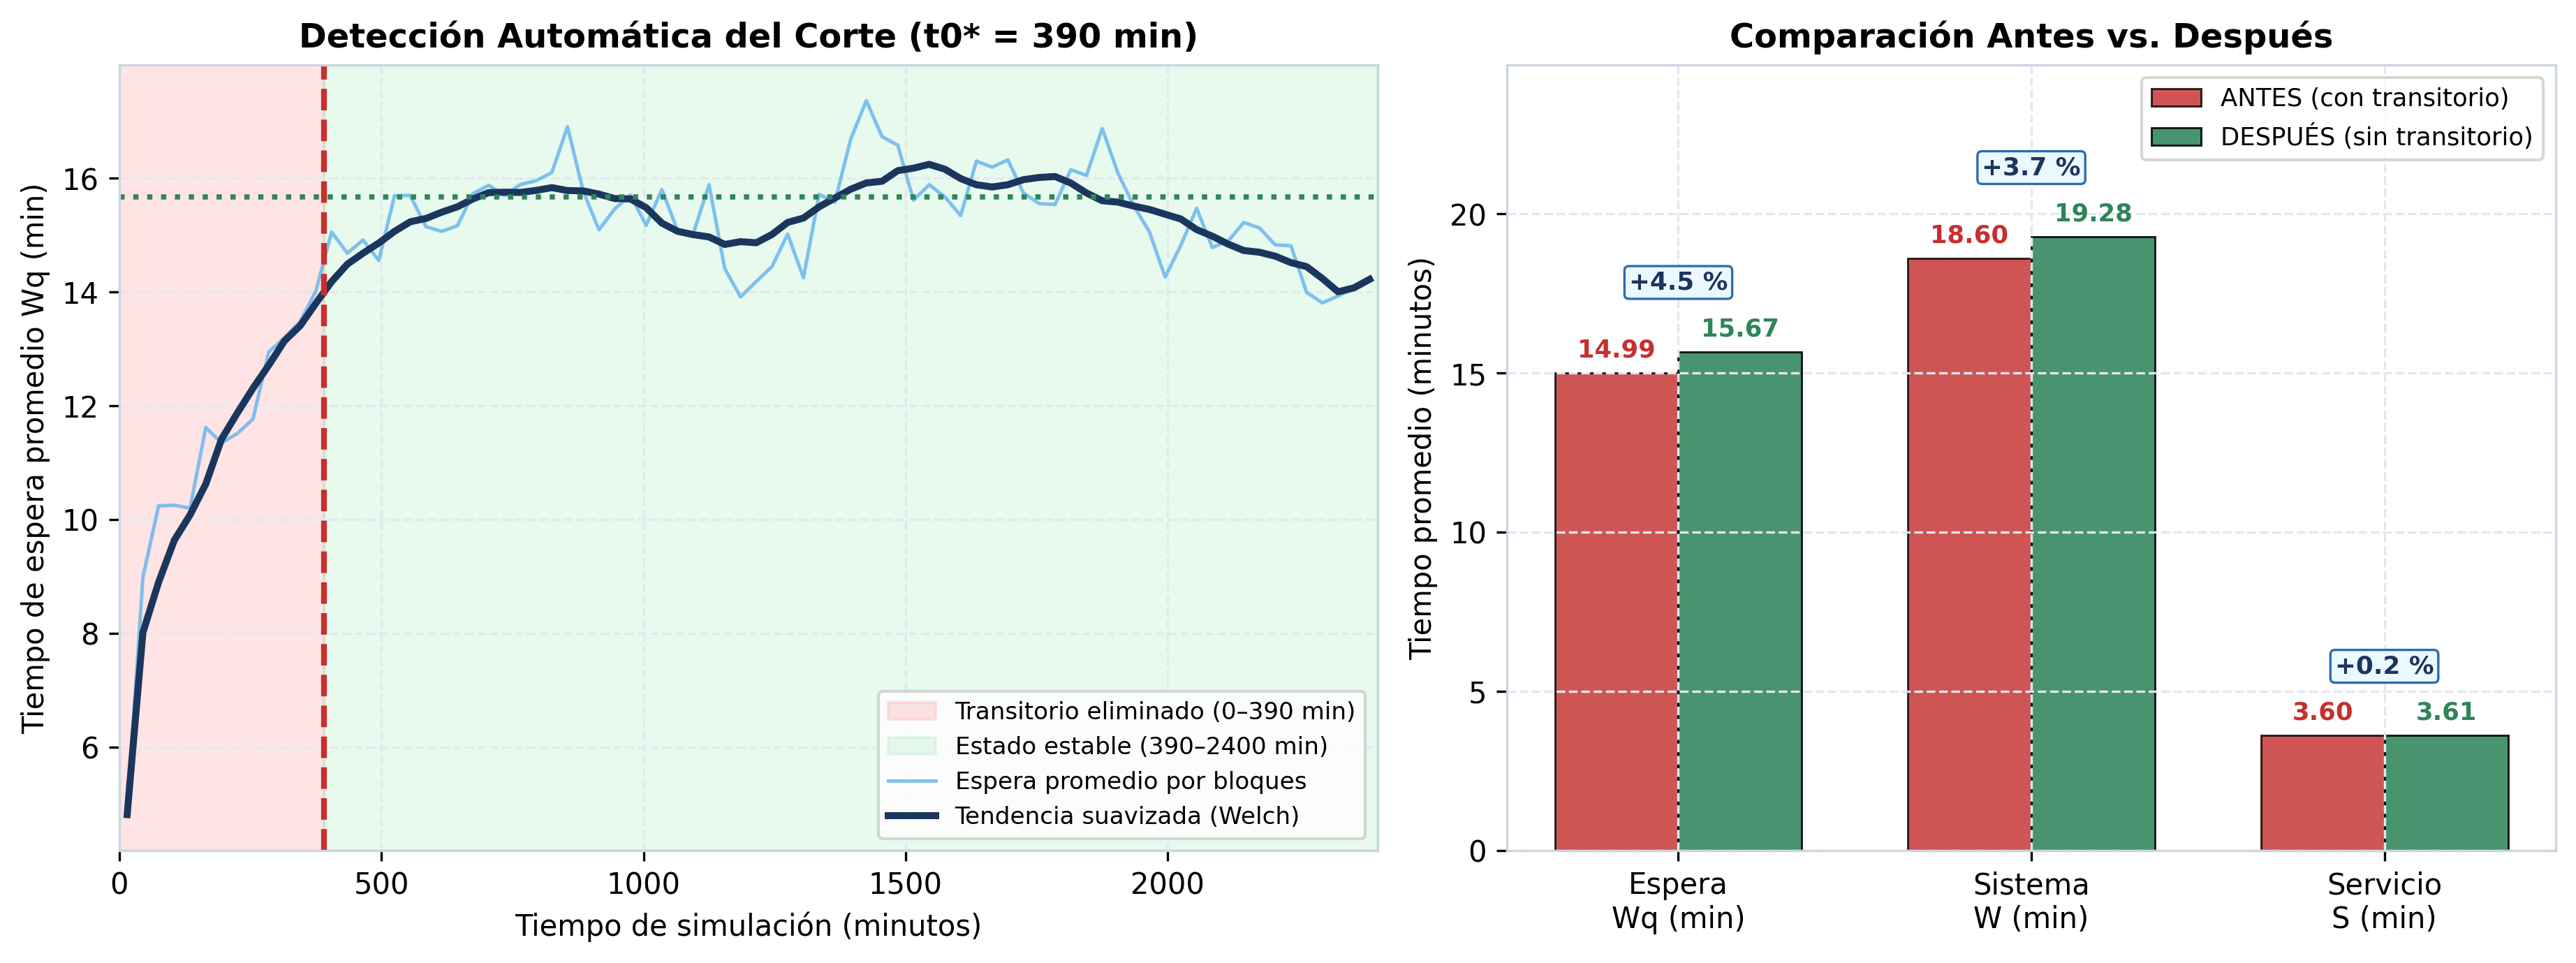 Detección Automática del Corte (t0* = 390 min)
Tiempo de espera promedio Wq (min)
16
14
12
10
8
6
0
500
1000
1500
2000
Tiempo de simulación (minutos)
Transitorio eliminado (0–390 min)
Estado estable (390–2400 min)
Espera promedio por bloques
Tendencia suavizada (Welch)
Comparación Antes vs. Después
Tiempo promedio (minutos)
20
15
10
5
0
ANTES (con transitorio)
DESPUÉS (sin transitorio)
+4.5 %
14.99
15.67
+3.7 %
18.60
19.28
+0.2 %
3.60
3.61
Espera
Wq (min)
Sistema
W (min)
Servicio
S (min)